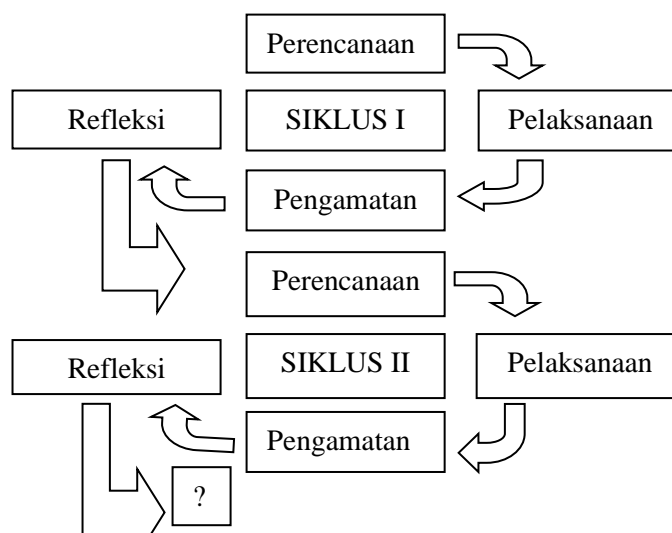 Perencanaan
Refleksi
SIKLUS I
Pelaksanaan
Pengamatan
Perencanaan
Refleksi
SIKLUS II
Pelaksanaan
Pengamatan
?